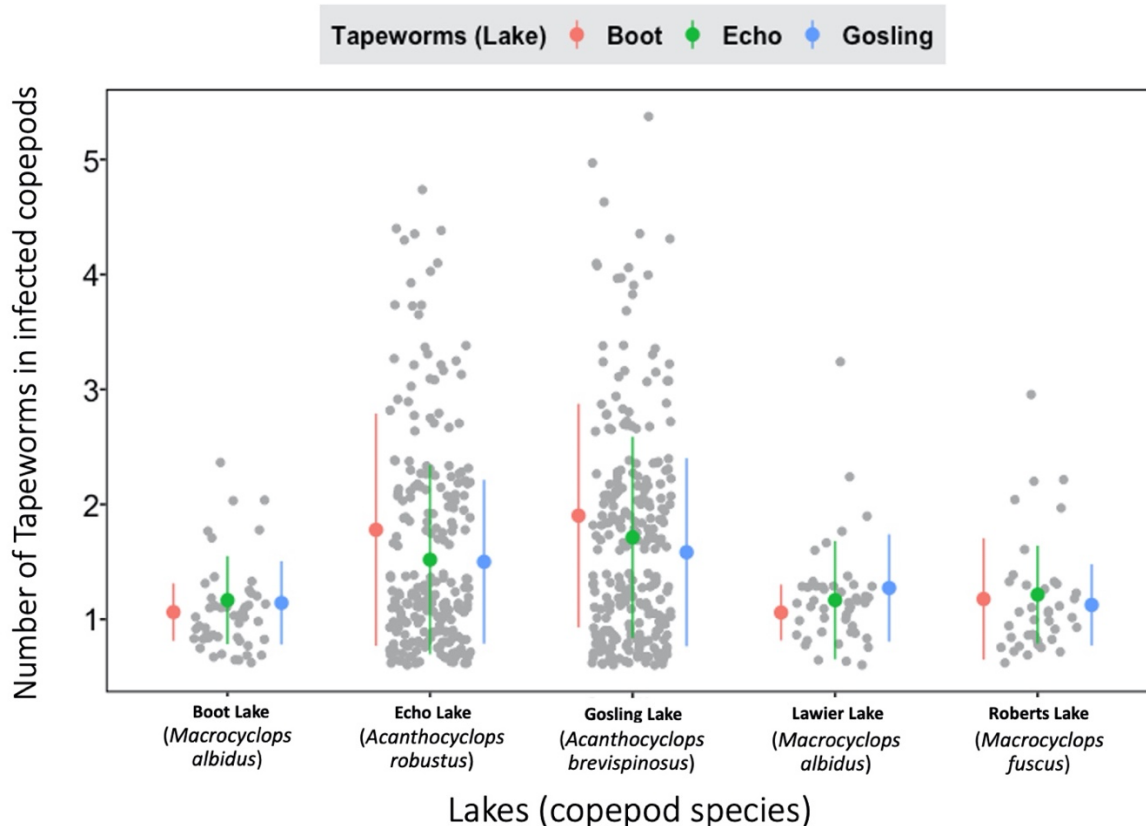 Tapeworms (Lake) Boot Echo Gosling
Number of Tapeworms in infected copepods
5
4
3
2
1
Boot Lake
(Macrocyclops
albidus)
Echo Lake
(Acanthocyclops
robustus)
Gosling Lake
(Acanthocyclops
brevispinosus)
Lawier Lake
(Macrocyclops
albidus)
Roberts Lake
(Macrocyclops
fuscus)
Lakes (copepod species)